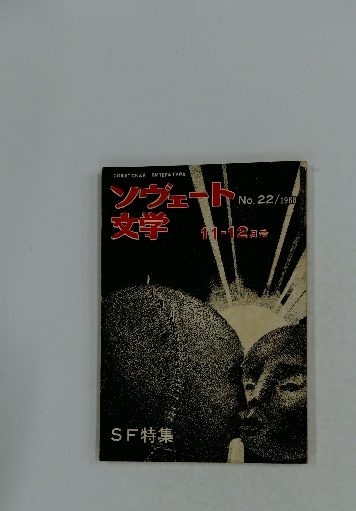 СОВЕТСКАЯ ЛИТЕРАТУРА
ソヴェート
No.22/1968
文学
11-12月号
SF特集